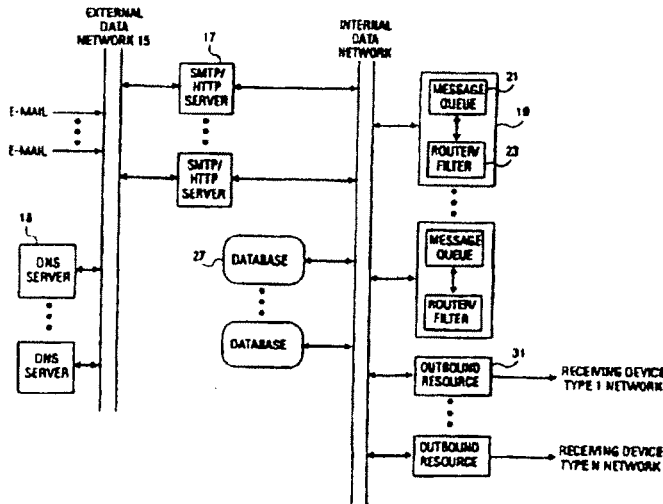 EXTERNAL
DATA
NETWORK 15
INTERNAL
DATA
NETWORK
17
SMTP/
HTTP
SERVER
21
MESSAGE
QUEUE
19
ROUTER/
FILTER
23
E-MAIL
E-MAIL
SMTP/
HTTP
SERVER
18
DNS
SERVER
27
DATABASE
MESSAGE
QUEUE
ROUTER/
FILTER
DNS
SERVER
DATABASE
31
OUTBOUND
RESOURCE
RECEIVING DEVICE
TYPE 1 NETWORK
OUTBOUND
RESOURCE
RECEIVING DEVICE
TYPE N NETWORK